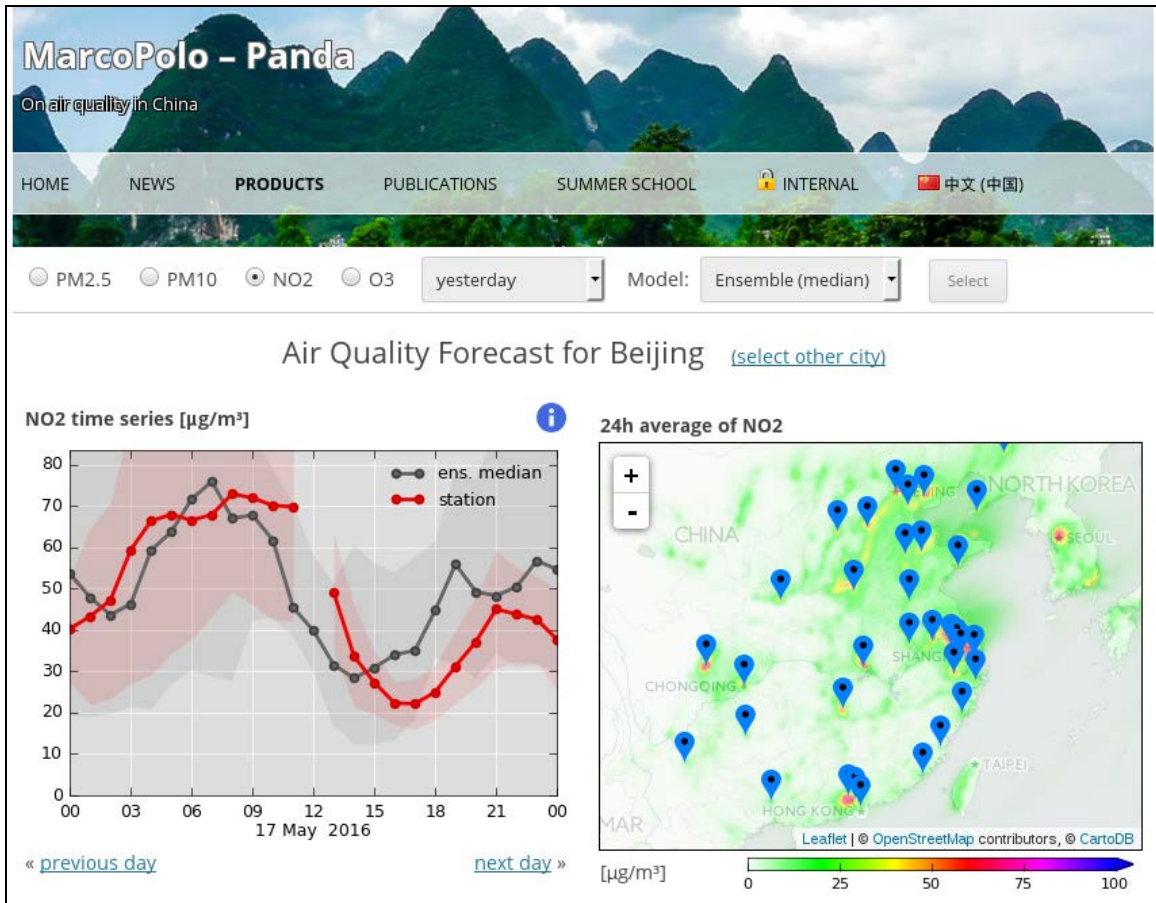 MarcoPolo – Panda
On air quality in China
HOME NEWS PRODUCTS PUBLICATIONS SUMMER SCHOOL INTERNAL 中文 (中国)
PM2.5 PM10 NO2 O3 yesterday Model: Ensemble (median) Select
Air Quality Forecast for Beijing (select other city)
NO2 time series [µg/m³]
i
80
70
60
50
40
30
20
10
0
ens. median
station
00 03 06 09 12 15 18 21 00
17 May 2016
« previous day next day »
24h average of NO2
+
-
NORTH KOREA
CHINA
SEOUL
CHONGQING
TAIPEI
HONG KONG
Leaflet | © OpenStreetMap contributors, © CartoDB
[µg/m³]
0 25 50 75 100